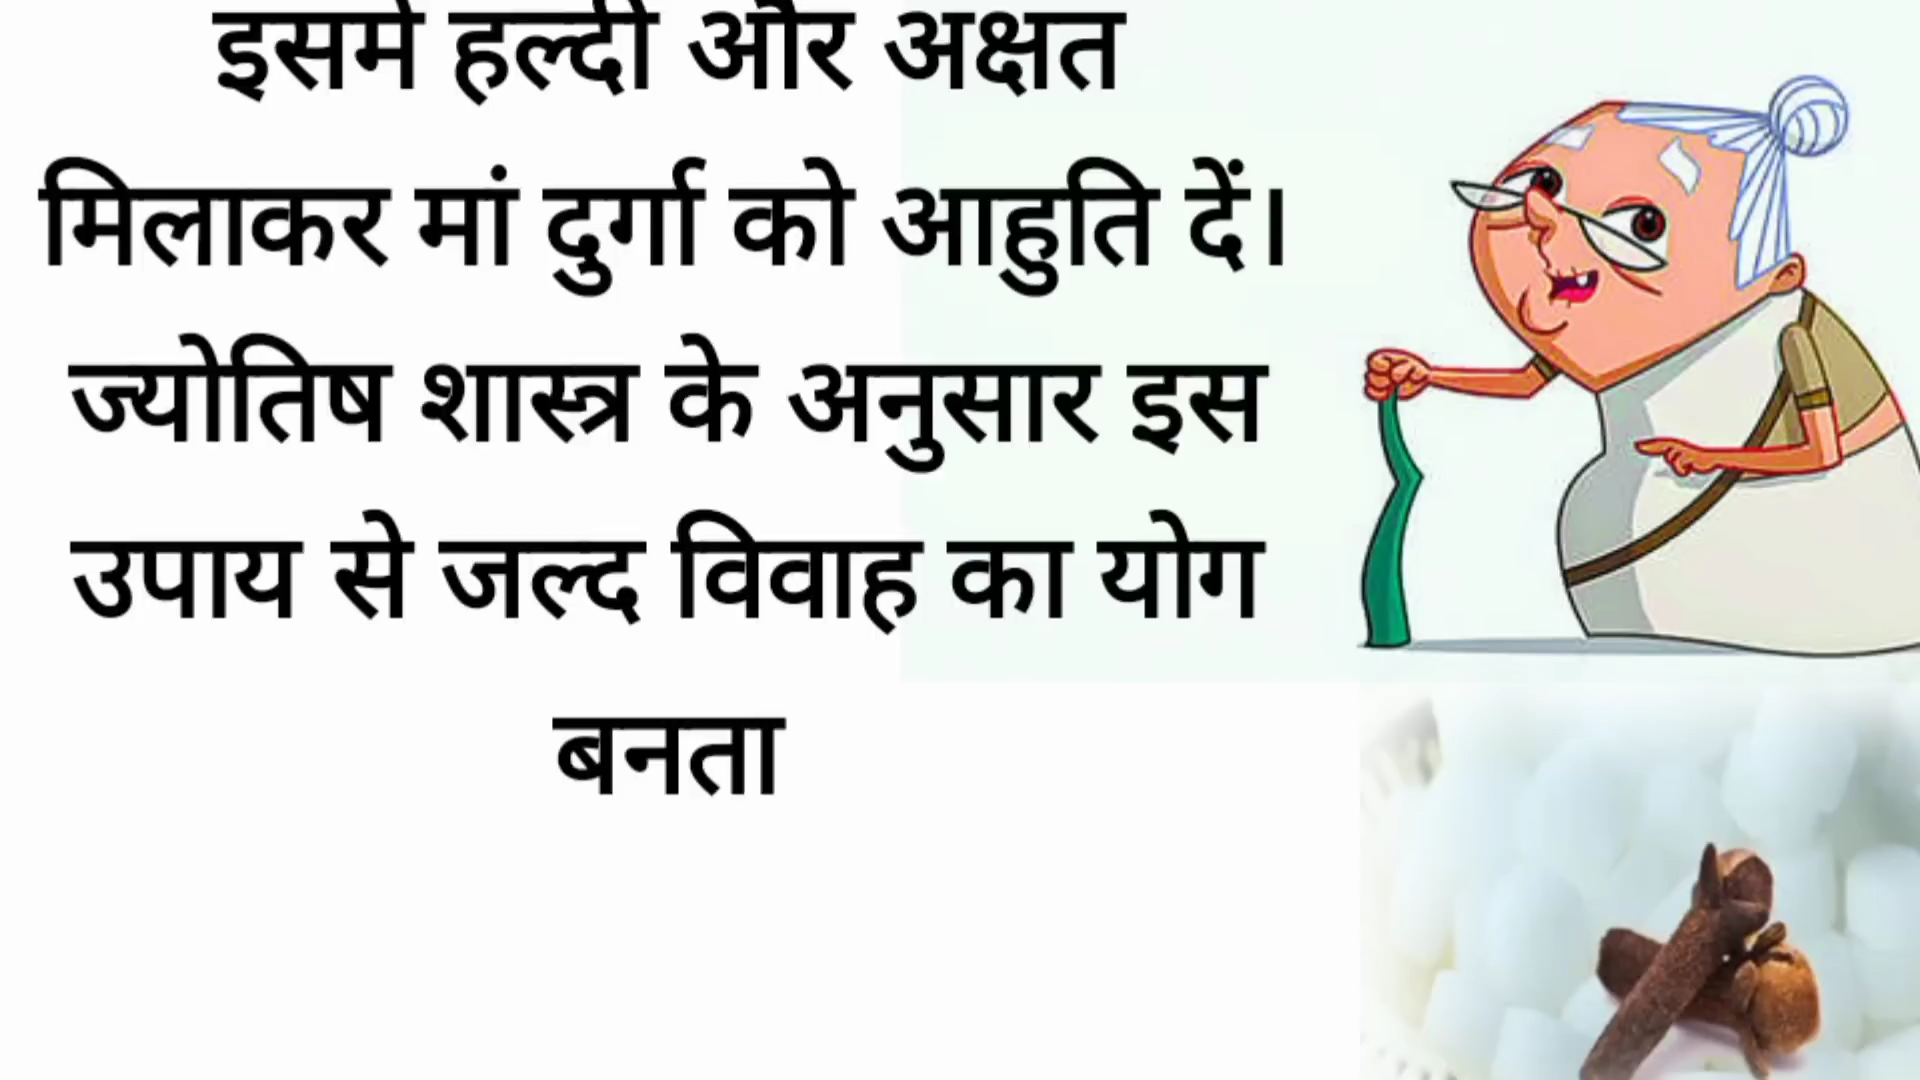 इसमें हल्दी और अक्षत
मिलाकर मां दुर्गा को आहुति दें।
ज्योतिष शास्त्र के अनुसार इस
उपाय से जल्द विवाह का योग
बनता